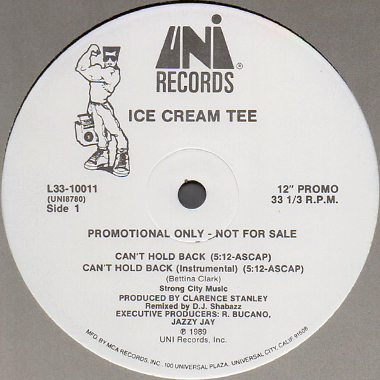 UNI®
RECORDS
ICE CREAM TEE
L33-10011
(UNI8780)
Side 1
12" PROMO
33 1/3 R.P.M.
PROMOTIONAL ONLY - NOT FOR SALE
CAN'T HOLD BACK (5:12-ASCAP)
CAN'T HOLD BACK (Instrumental) (5:12-ASCAP)
(Bettina Clark)
Strong City Music
PRODUCED BY CLARENCE STANLEY
Remixed by D.J. Shabazz
EXECUTIVE PRODUCERS: R. BUCANO,
JAZZY JAY
℗ 1989
UNI Records, Inc.
MFG BY MCA RECORDS, INC. 100 UNIVERSAL PLAZA, UNIVERSAL CITY, CALIF. 91608